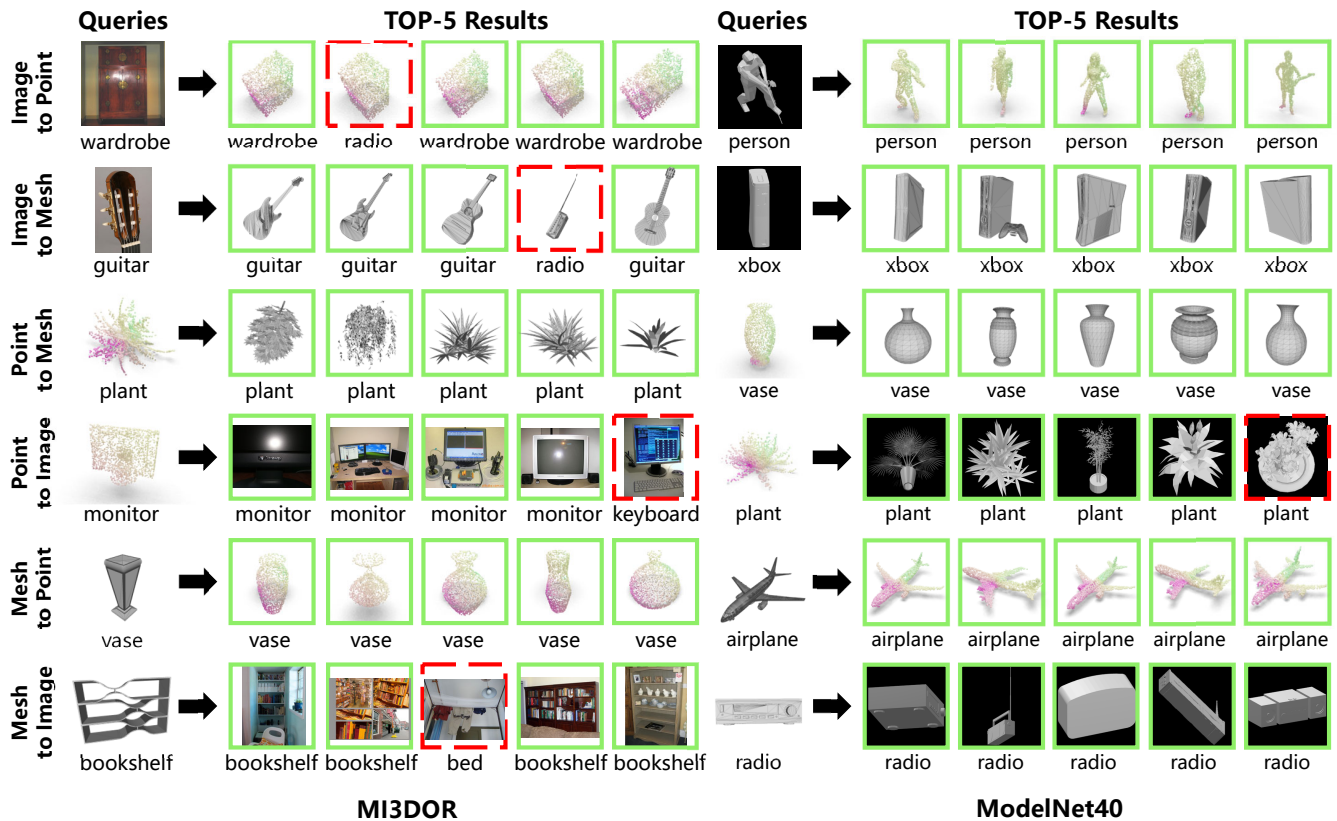 Queries TOP-5 Results Queries TOP-5 Results
Image
to Point
wardrobe wardrobe radio wardrobe wardrobe wardrobe person person person person person person
Image
to Mesh
guitar guitar guitar guitar radio guitar xbox xbox xbox xbox xbox xbox
Point
to Mesh
plant plant plant plant plant plant vase vase vase vase vase vase
Point
to Image
monitor monitor monitor monitor monitor keyboard plant plant plant plant plant plant
Mesh
to Point
vase vase vase vase vase vase airplane airplane airplane airplane airplane airplane
Mesh
to Image
bookshelf bookshelf bookshelf bed bookshelf bookshelf radio radio radio radio radio radio
MI3DOR ModelNet40